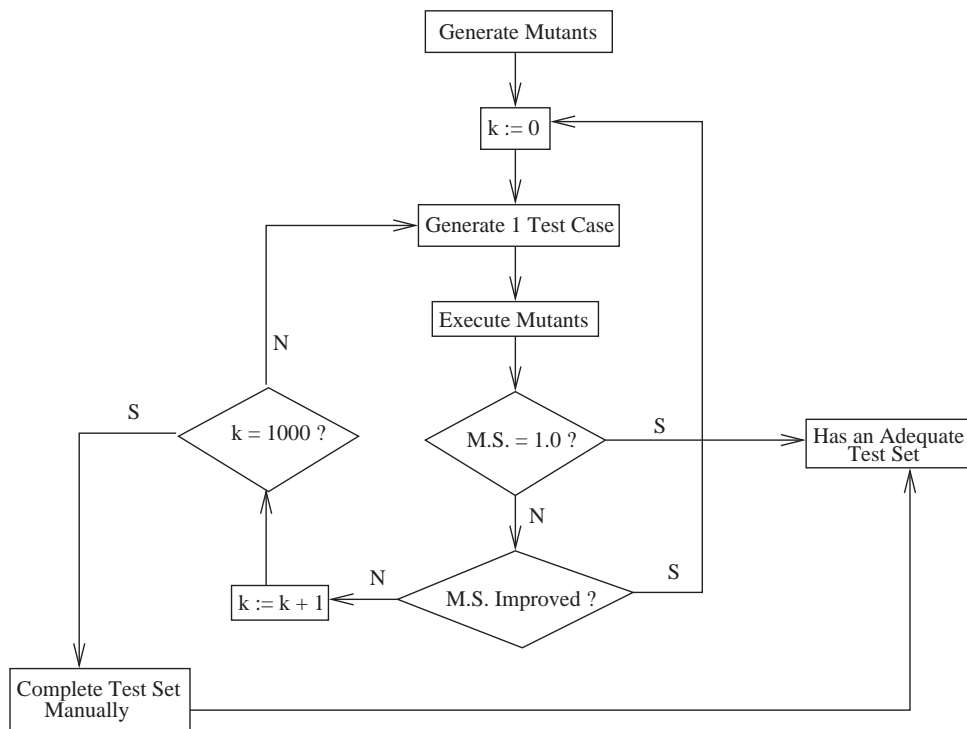 Generate Mutants
k := 0
Generate 1 Test Case
Execute Mutants
N
S
k = 1000 ?
M.S. = 1.0 ?
S
Has an Adequate
Test Set
N
N
S
k := k + 1
M.S. Improved ?
Complete Test Set
Manually